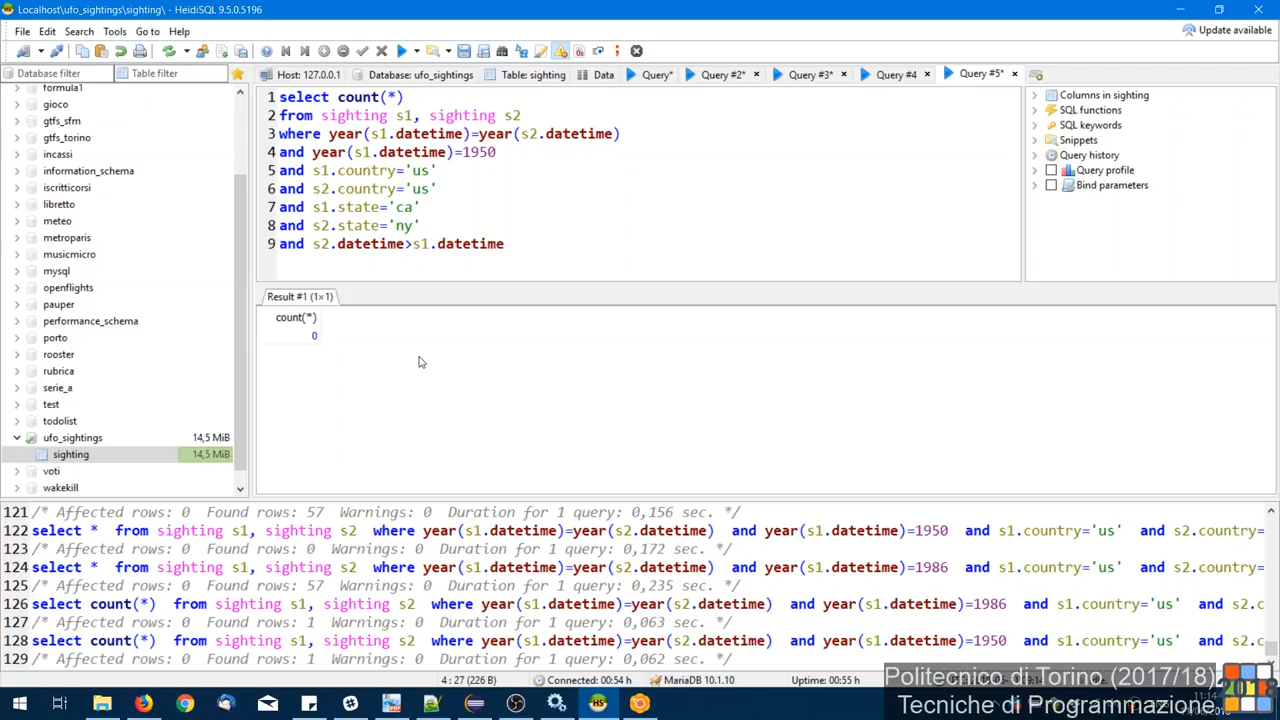 Localhost\ufo_sightings\sighting\ - HeidiSQL 9.5.0.5196
File Edit Search Tools Go to Help
Update available
Database filter Table filter
Host: 127.0.0.1 Database: ufo_sightings Table: sighting Data Query* Query #2* Query #3* Query #4 Query #5*
formula1
gioco
gtfs_sfm
gtfs_torino
incassi
information_schema
iscritticorsi
libretto
meteo
metroparis
musicmicro
mysql
openflights
pauper
performance_schema
porto
rooster
rubrica
serie_a
test
todolist
ufo_sightings 14,5 MiB
sighting 14,5 MiB
voti
wakekill
1 select count(*)
2 from sighting s1, sighting s2
3 where year(s1.datetime)=year(s2.datetime)
4 and year(s1.datetime)=1950
5 and s1.country='us'
6 and s2.country='us'
7 and s1.state='ca'
8 and s2.state='ny'
9 and s2.datetime>s1.datetime
Columns in sighting
SQL functions
SQL keywords
Snippets
Query history
Query profile
Bind parameters
Result #1 (1×1)
count(*)
0
121 /* Affected rows: 0 Found rows: 57 Warnings: 0 Duration for 1 query: 0,156 sec. */
122 select * from sighting s1, sighting s2 where year(s1.datetime)=year(s2.datetime) and year(s1.datetime)=1950 and s1.country='us' and s2.country=
123 /* Affected rows: 0 Found rows: 0 Warnings: 0 Duration for 1 query: 0,172 sec. */
124 select * from sighting s1, sighting s2 where year(s1.datetime)=year(s2.datetime) and year(s1.datetime)=1986 and s1.country='us' and s2.country=
125 /* Affected rows: 0 Found rows: 57 Warnings: 0 Duration for 1 query: 0,235 sec. */
126 select count(*) from sighting s1, sighting s2 where year(s1.datetime)=year(s2.datetime) and year(s1.datetime)=1986 and s1.country='us' and s2.c
127 /* Affected rows: 0 Found rows: 1 Warnings: 0 Duration for 1 query: 0,063 sec. */
128 select count(*) from sighting s1, sighting s2 where year(s1.datetime)=year(s2.datetime) and year(s1.datetime)=1950 and s1.country='us' and s2.c
129 /* Affected rows: 0 Found rows: 1 Warnings: 0 Duration for 1 query: 0,062 sec. */
4 : 27 (226 B) Connected: 00:54 h MariaDB 10.1.10 Uptime: 00:55 h
Politecnico di Torino (2017/18)
Tecniche di Programmazione
2018
11:14